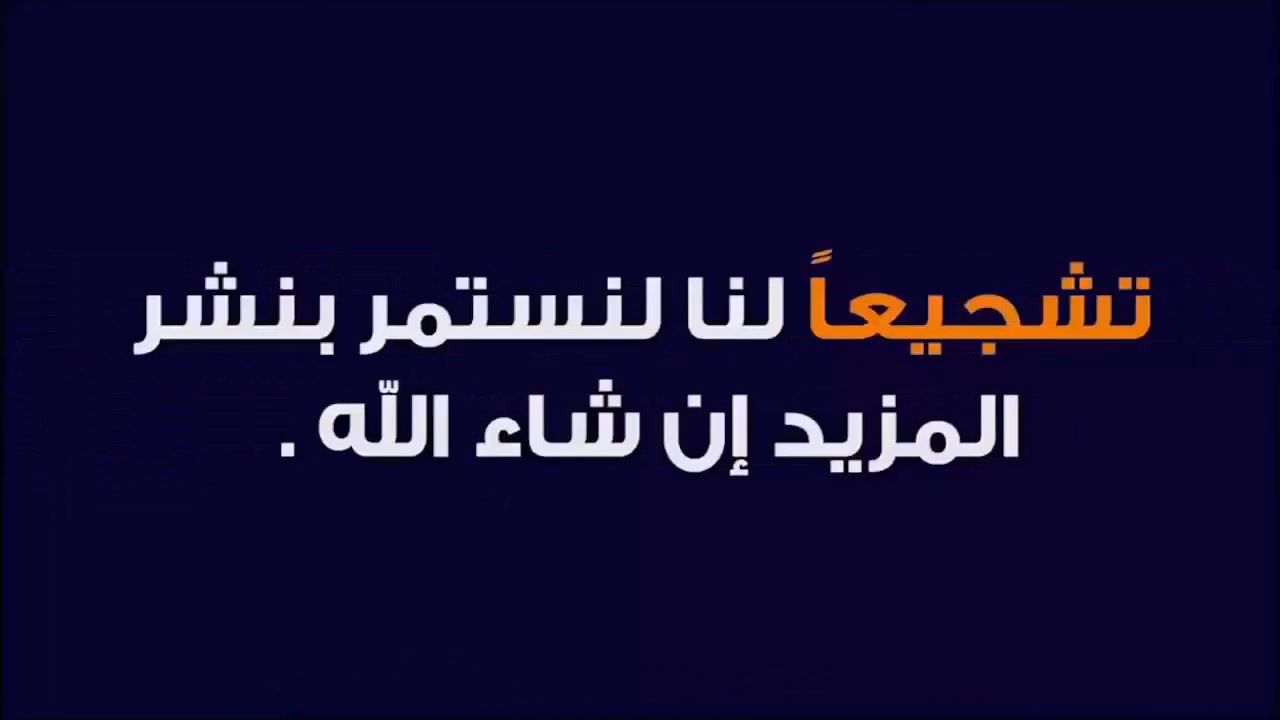 تشجيعاً لنا لنستمر بنشر
المزيد إن شاء اللّه .